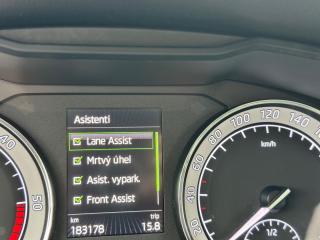 Asistenti
Lane Assist
Mrtvý úhel
Asist. vypark.
Front Assist
km
trip
183178
15.8
40
50
20
40
60
80
100
120
140
km/h
1/2